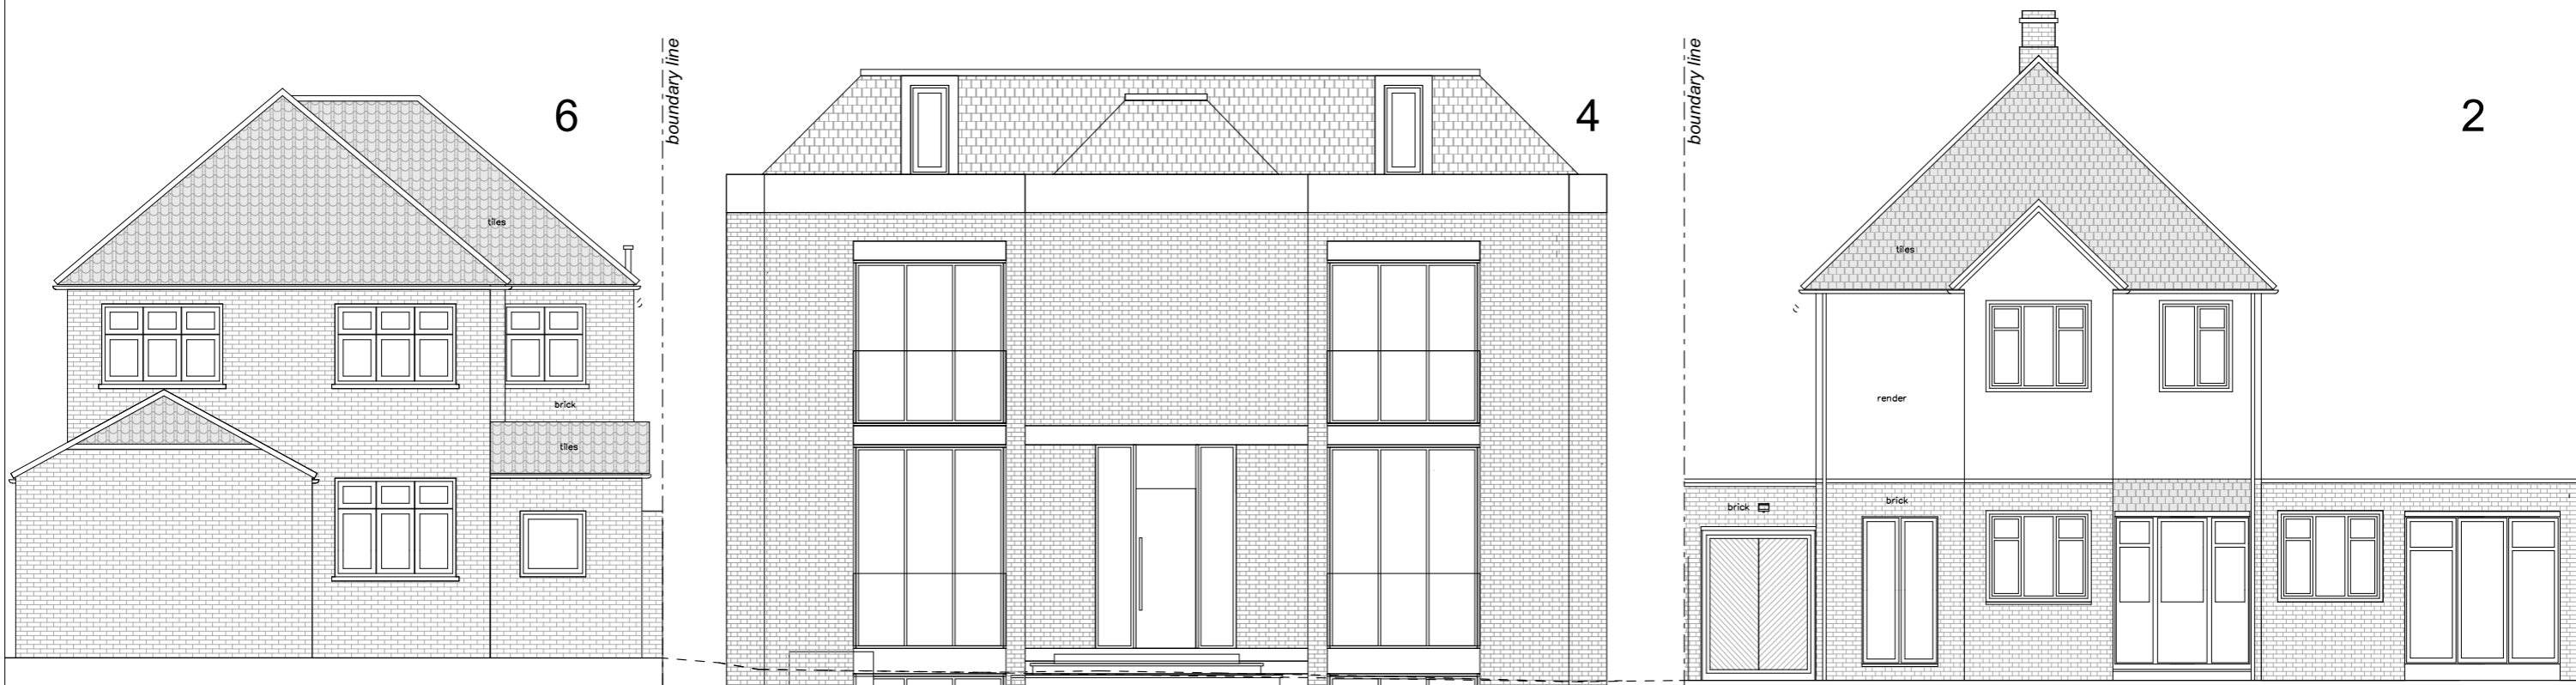 6
boundary line
4
boundary line
2
tiles
tiles
render
brick
tiles
brick
brick